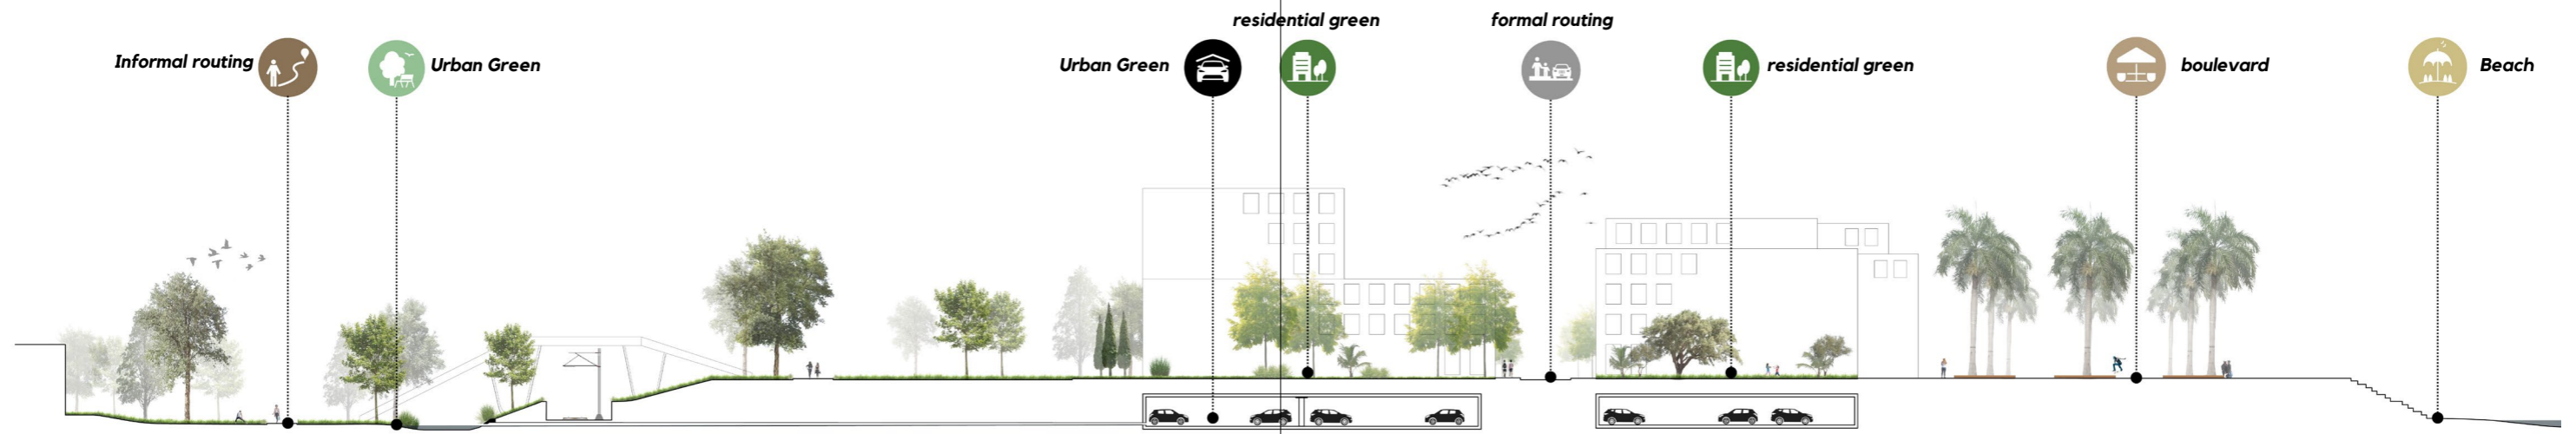 residential green
formal routing
Informal routing
Urban Green
Urban Green
residential green
boulevard
Beach